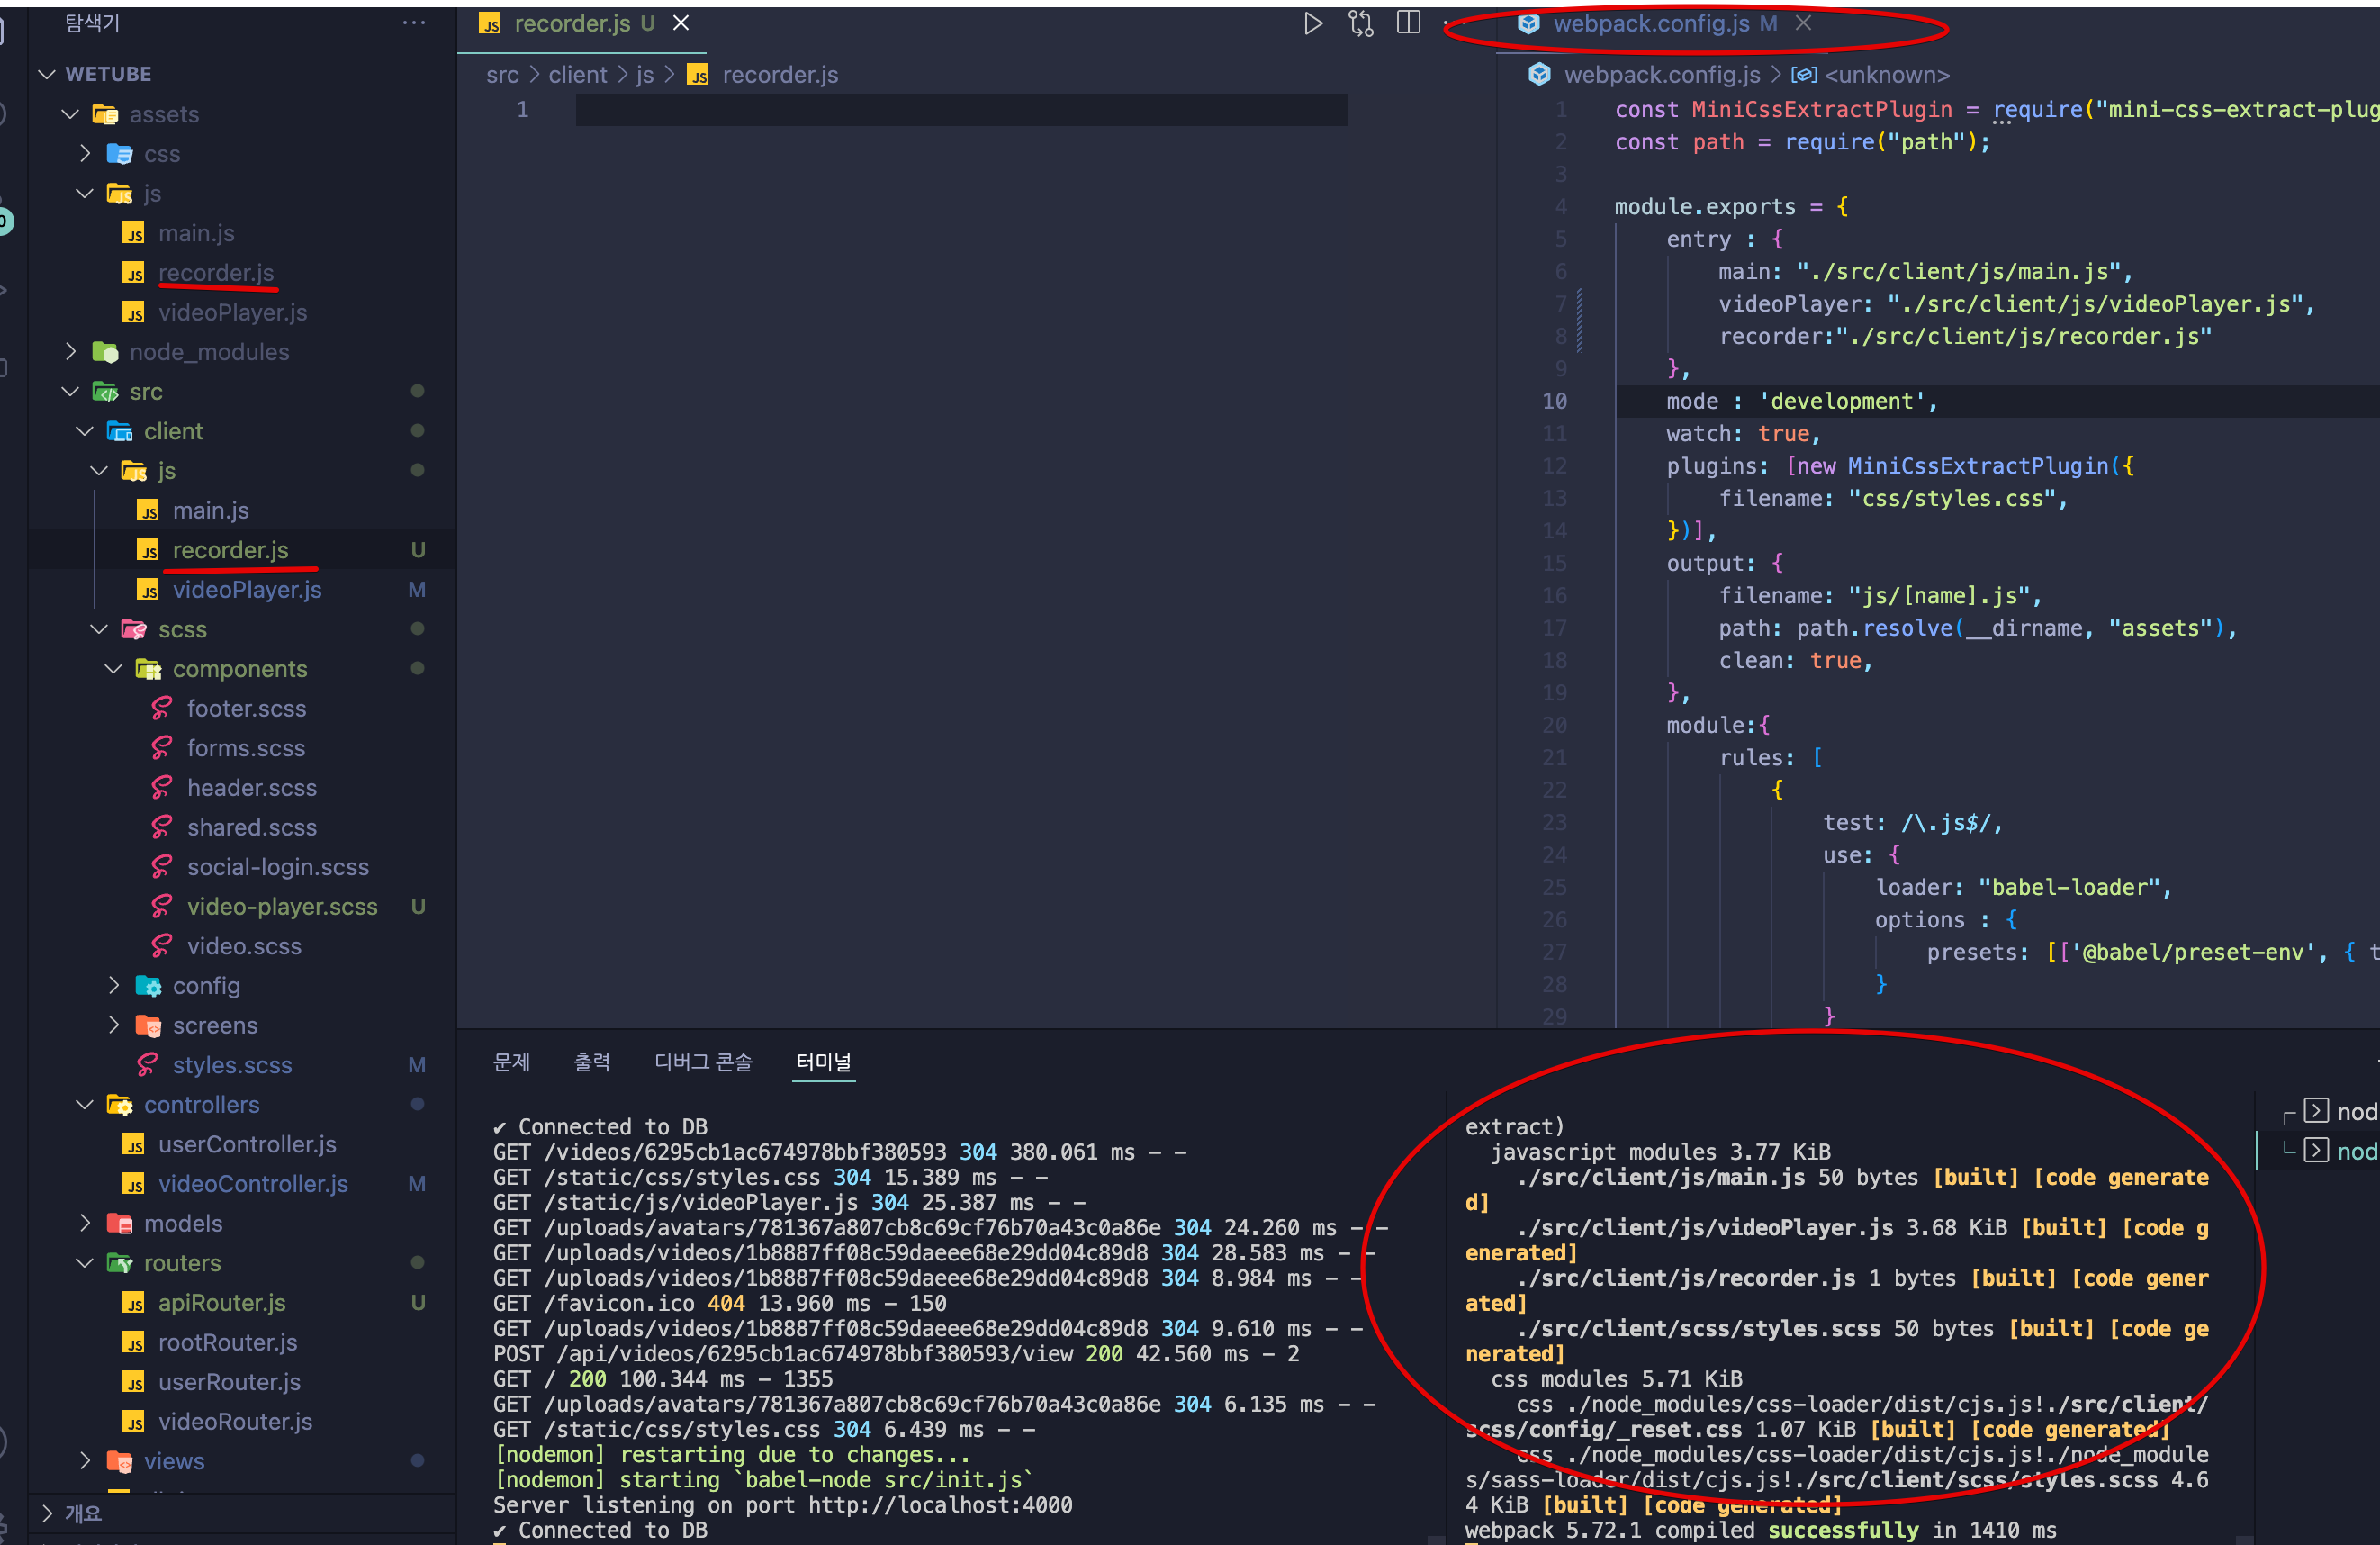 탐색기
WETUBE
assets
css
js
main.js
recorder.js
videoPlayer.js
node_modules
src
client
js
main.js
recorder.js U
videoPlayer.js M
scss
components
footer.scss
forms.scss
header.scss
shared.scss
social-login.scss
video-player.scss U
video.scss
config
screens
styles.scss M
controllers
userController.js
videoController.js M
models
routers
apiRouter.js U
rootRouter.js
userRouter.js
videoRouter.js
views
개요
JS recorder.js U
src > client > js > JS recorder.js
1
webpack.config.js M
webpack.config.js > <unknown>
1 const MiniCssExtractPlugin = require("mini-css-extract-plug
2 const path = require("path");
3
4 module.exports = {
5 entry : {
6 main: "./src/client/js/main.js",
7 videoPlayer: "./src/client/js/videoPlayer.js",
8 recorder:"./src/client/js/recorder.js"
9 },
10 mode : 'development',
11 watch: true,
12 plugins: [new MiniCssExtractPlugin({
13 filename: "css/styles.css",
14 })],
15 output: {
16 filename: "js/[name].js",
17 path: path.resolve(__dirname, "assets"),
18 clean: true,
19 },
20 module:{
21 rules: [
22 {
23 test: /\.js$/,
24 use: {
25 loader: "babel-loader",
26 options : {
27 presets: [['@babel/preset-env', { t
28 }
29 }
문제 출력 디버그 콘솔 터미널
✔ Connected to DB
GET /videos/6295cb1ac674978bbf380593 304 380.061 ms - -
GET /static/css/styles.css 304 15.389 ms - -
GET /static/js/videoPlayer.js 304 25.387 ms - -
GET /uploads/avatars/781367a807cb8c69cf76b70a43c0a86e 304 24.260 ms - -
GET /uploads/videos/1b8887ff08c59daeee68e29dd04c89d8 304 28.583 ms - -
GET /uploads/videos/1b8887ff08c59daeee68e29dd04c89d8 304 8.984 ms - -
GET /favicon.ico 404 13.960 ms - 150
GET /uploads/videos/1b8887ff08c59daeee68e29dd04c89d8 304 9.610 ms - -
POST /api/videos/6295cb1ac674978bbf380593/view 200 42.560 ms - 2
GET / 200 100.344 ms - 1355
GET /uploads/avatars/781367a807cb8c69cf76b70a43c0a86e 304 6.135 ms - -
GET /static/css/styles.css 304 6.439 ms - -
[nodemon] restarting due to changes...
[nodemon] starting `babel-node src/init.js`
Server listening on port http://localhost:4000
✔ Connected to DB
extract)
javascript modules 3.77 KiB
./src/client/js/main.js 50 bytes [built] [code generate
d]
./src/client/js/videoPlayer.js 3.68 KiB [built] [code g
enerated]
./src/client/js/recorder.js 1 bytes [built] [code gener
ated]
./src/client/scss/styles.scss 50 bytes [built] [code ge
nerated]
css modules 5.71 KiB
css ./node_modules/css-loader/dist/cjs.js!./src/client/
scss/config/_reset.css 1.07 KiB [built] [code generated]
css ./node_modules/css-loader/dist/cjs.js!./node_module
s/sass-loader/dist/cjs.js!./src/client/scss/styles.scss 4.6
4 KiB [built] [code generated]
webpack 5.72.1 compiled successfully in 1410 ms
nod
nod